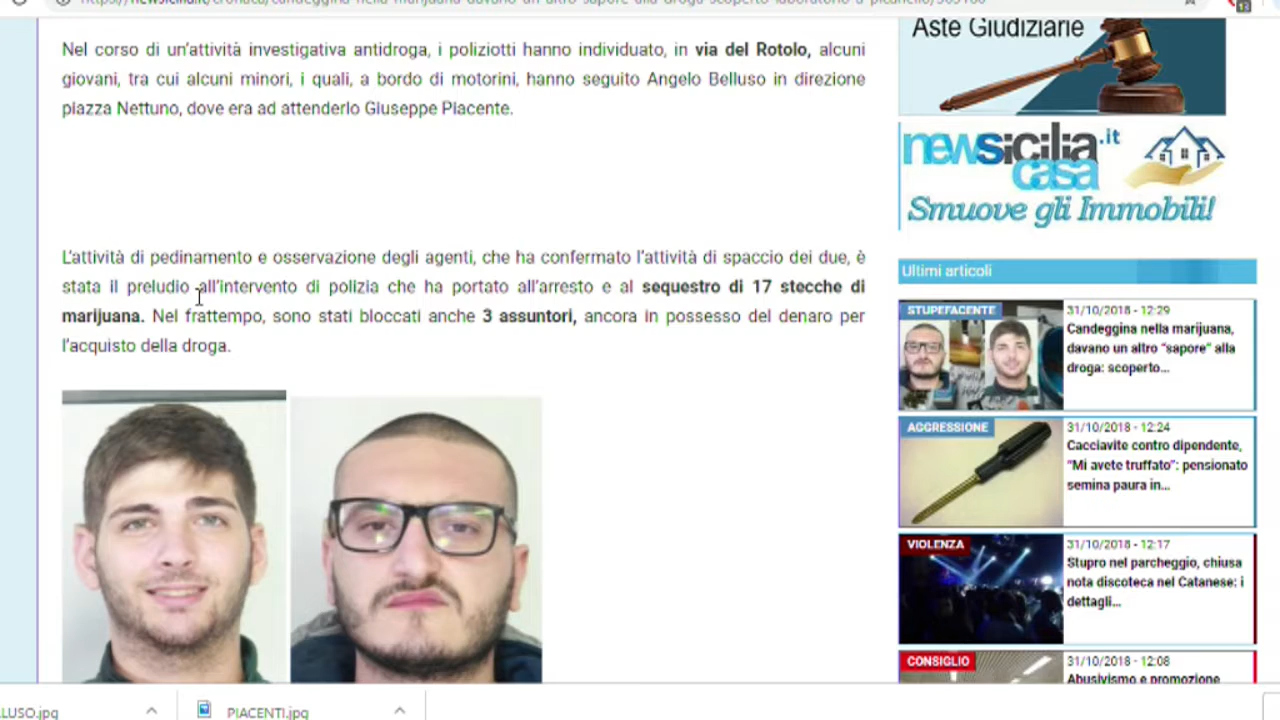 Nel corso di un'attività investigativa antidroga, i poliziotti hanno individuato, in via del Rotolo, alcuni
giovani, tra cui alcuni minori, i quali, a bordo di motorini, hanno seguito Angelo Belluso in direzione
piazza Nettuno, dove era ad attenderlo Giuseppe Piacente.
L'attività di pedinamento e osservazione degli agenti, che ha confermato l'attività di spaccio dei due, è
stata il preludio all'intervento di polizia che ha portato all'arresto e al sequestro di 17 stecche di
marijuana. Nel frattempo, sono stati bloccati anche 3 assuntori, ancora in possesso del denaro per
l'acquisto della droga.
Aste Giudiziarie
newsicilia.it
casa
Smuove gli Immobili!
Ultimi articoli
STUPEFACENTE
31/10/2018 - 12:29
Candeggina nella marijuana,
davano un altro "sapore" alla
droga: scoperto...
AGGRESSIONE
31/10/2018 - 12:24
Cacciavite contro dipendente,
"Mi avete truffato": pensionato
semina paura in...
VIOLENZA
31/10/2018 - 12:17
Stupro nel parcheggio, chiusa
nota discoteca nel Catanese: i
dettagli...
CONSIGLIO
31/10/2018 - 12:08
Abusivismo e promozione
LUSO.jpg
PIACENTI.jpg